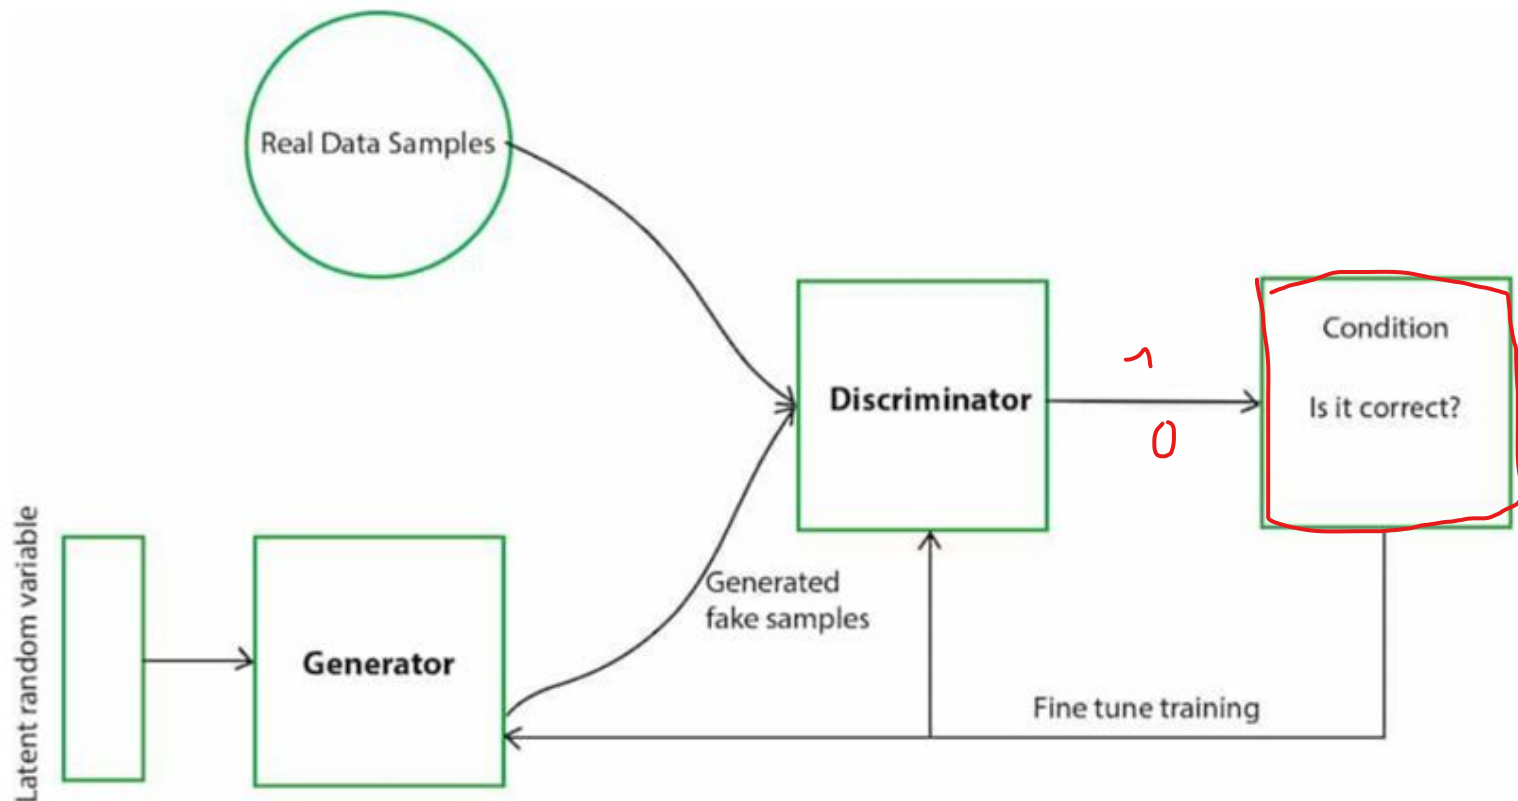 Real Data Samples
Discriminator
1
0
Condition
Is it correct?
Latent random variable
Generator
Generated
fake samples
Fine tune training